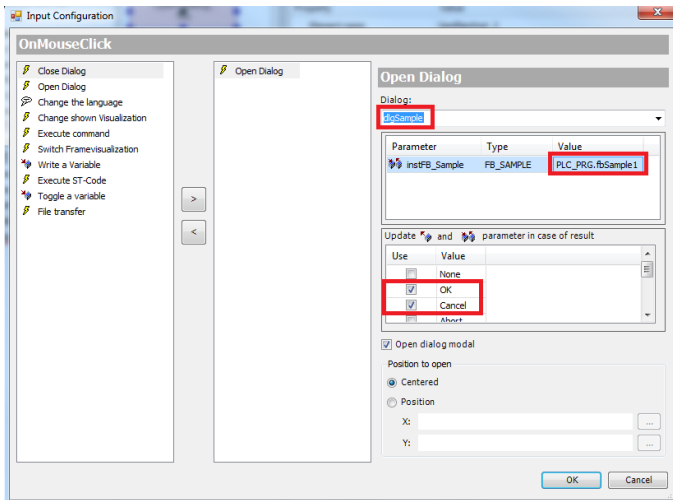 Input Configuration
OnMouseClick
Close Dialog
Open Dialog
Change the language
Change shown Visualization
Execute command
Switch Framevisualization
Write a Variable
Execute ST-Code
Toggle a variable
File transfer
>
<
Open Dialog
Open Dialog
Dialog:
dlgSample
Parameter Type Value
instFB_Sample FB_SAMPLE PLC_PRG.fbSample1
Update and parameter in case of result
Use Value
None
OK
Cancel
Abort
Open dialog modal
Position to open
Centered
Position
X: ...
Y: ...
OK Cancel